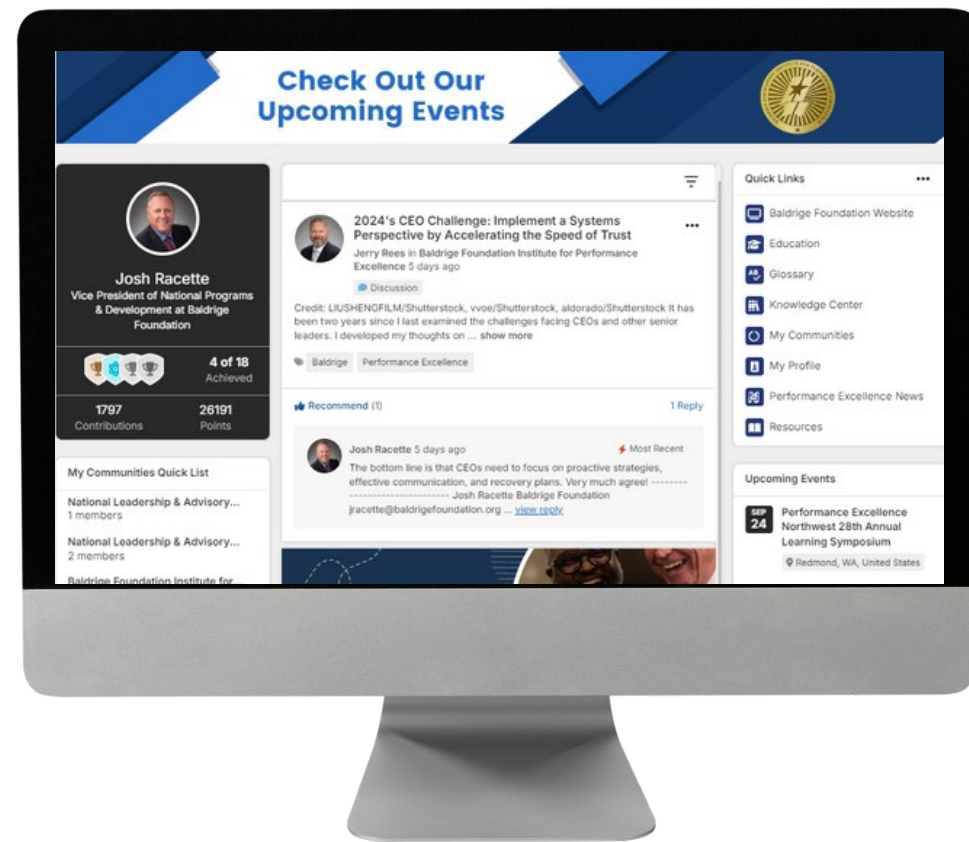 Check Out Our
Upcoming Events
Josh Racette
Vice President of National Programs
& Development at Baldrige
Foundation
4 of 18
Achieved
1797
Contributions
26191
Points
My Communities Quick List
National Leadership & Advisory...
1 members
National Leadership & Advisory...
2 members
Baldrige Foundation Institute for...
2024's CEO Challenge: Implement a Systems
Perspective by Accelerating the Speed of Trust
Jerry Rees in Baldrige Foundation Institute for Performance
Excellence 5 days ago
Discussion
Credit: LIUSHENGFILM/Shutterstock, vvoe/Shutterstock, aldorado/Shutterstock It has
been two years since I last examined the challenges facing CEOs and other senior
leaders. I developed my thoughts on ... show more
Baldrige
Performance Excellence
Recommend (1)
1 Reply
Josh Racette 5 days ago
Most Recent
The bottom line is that CEOs need to focus on proactive strategies,
effective communication, and recovery plans. Very much agree! --------
---------------------- Josh Racette Baldrige Foundation
jracette@baldrigefoundation.org ... view reply
Quick Links
Baldrige Foundation Website
Education
Glossary
Knowledge Center
My Communities
My Profile
Performance Excellence News
Resources
Upcoming Events
SEP
24
Performance Excellence
Northwest 28th Annual
Learning Symposium
Redmond, WA, United States